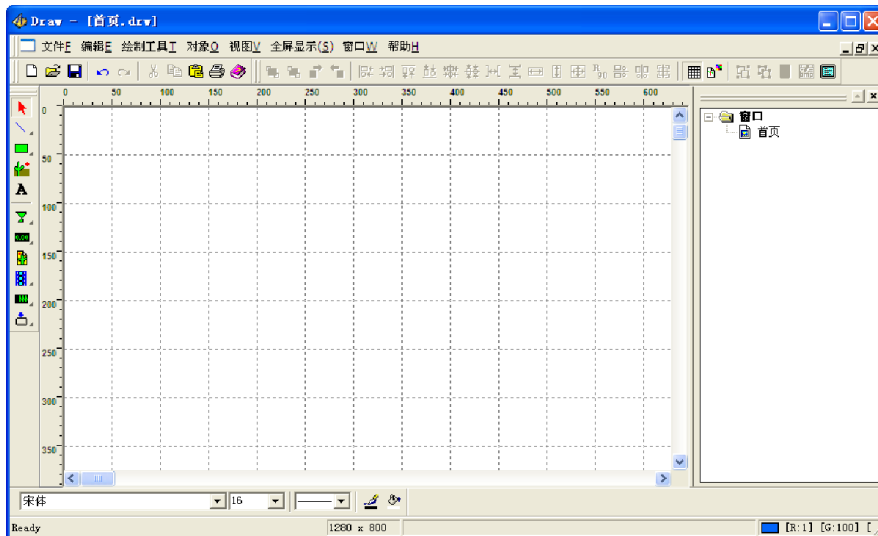 Draw - [首页.drw]
文件F 编辑E 绘制工具T 对象O 视图V 全屏显示(S) 窗口W 帮助H
0 50 100 150 200 250 300 350 400 450 500 550 600
0
50
100
150
200
250
300
350
A
窗口
首页
宋体 16
Ready 1280 x 800 [R:1] [G:100] [